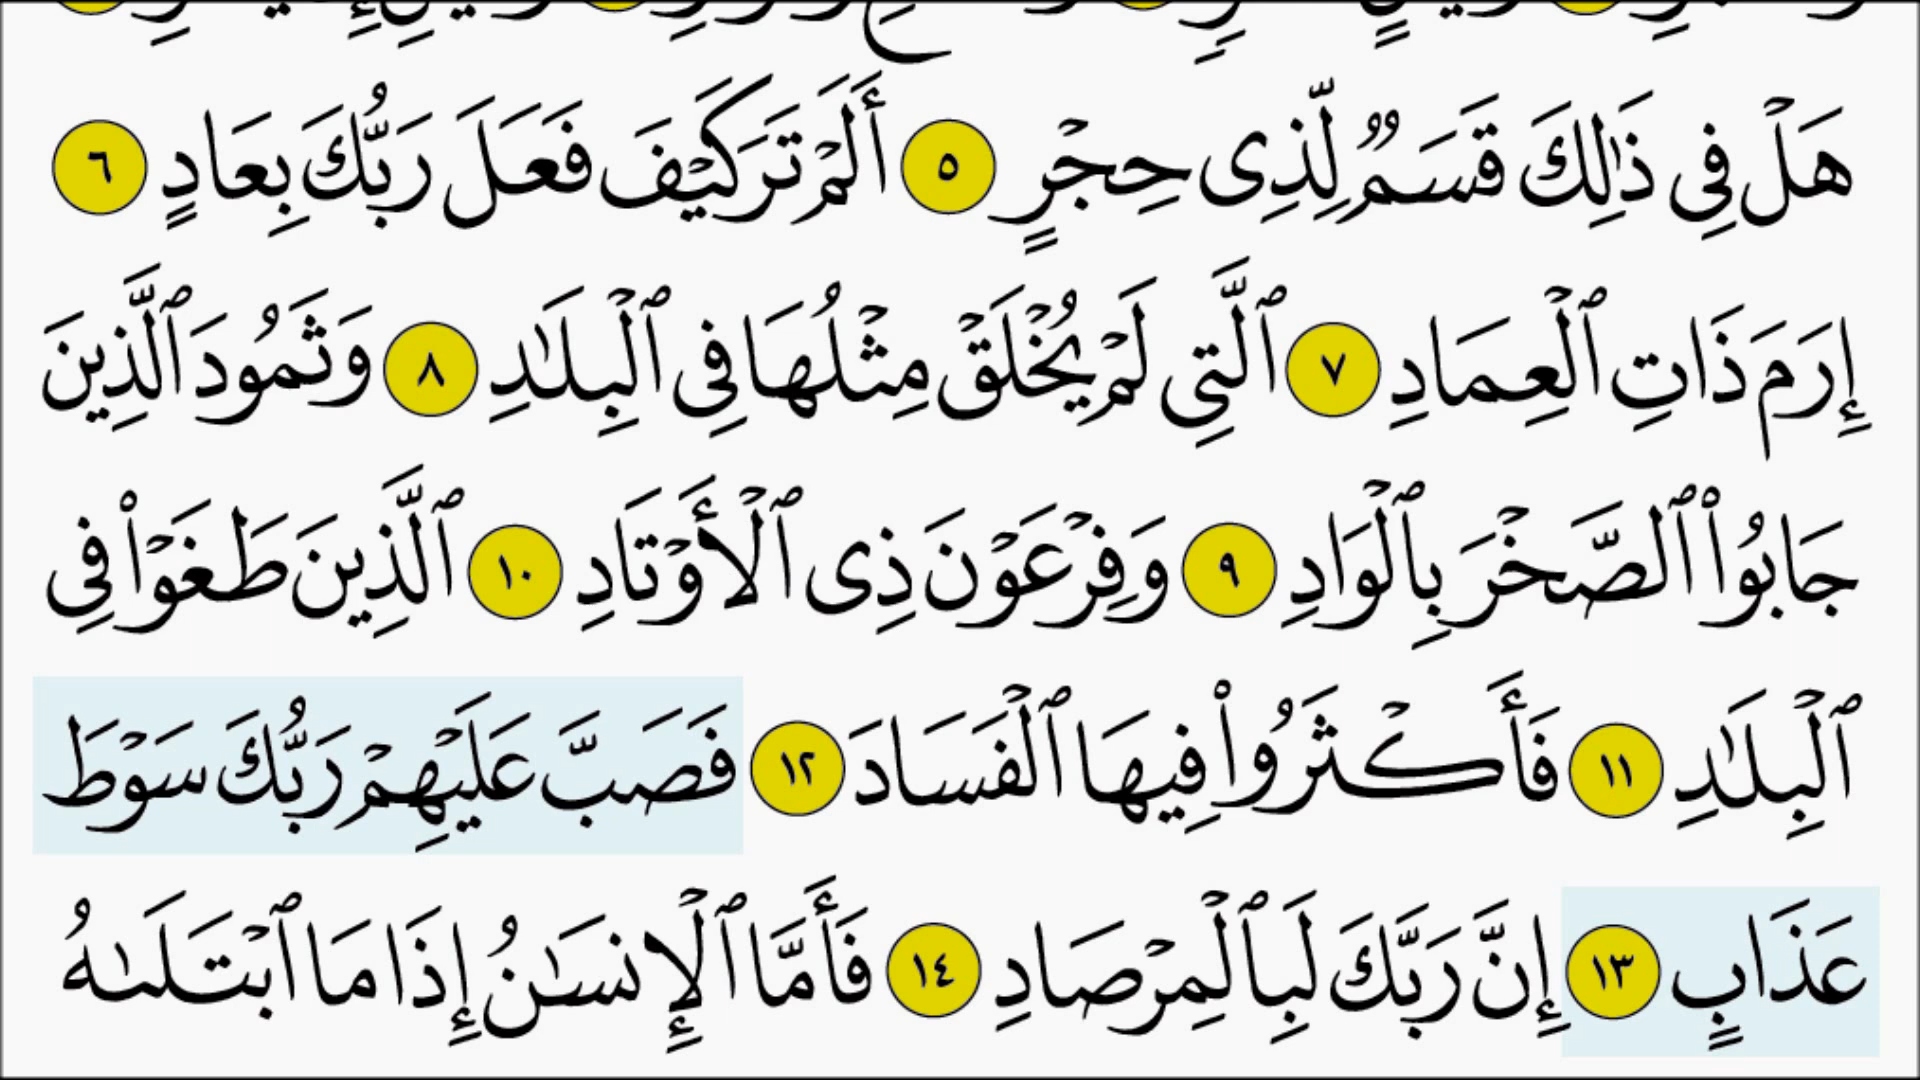 هَلْ فِى ذَٰلِكَ قَسَمٌ لِّذِى حِجْرٍ ٥ أَلَمْ تَرَ كَيْفَ فَعَلَ رَبُّكَ بِعَادٍ ٦
إِرَمَ ذَاتِ ٱلْعِمَادِ ٧ ٱلَّتِى لَمْ يُخْلَقْ مِثْلُهَا فِى ٱلْبِلَـٰدِ ٨ وَثَمُودَ ٱلَّذِينَ
جَابُوا۟ ٱلصَّخْرَ بِٱلْوَادِ ٩ وَفِرْعَوْنَ ذِى ٱلْأَوْتَادِ ١٠ ٱلَّذِينَ طَغَوْا۟ فِى
ٱلْبِلَـٰدِ ١١ فَأَكْثَرُوا۟ فِيهَا ٱلْفَسَادَ ١٢ فَصَبَّ عَلَيْهِمْ رَبُّكَ سَوْطَ
عَذَابٍ ١٣ إِنَّ رَبَّكَ لَبِٱلْمِرْصَادِ ١٤ فَأَمَّا ٱلْإِنسَـٰنُ إِذَا مَا ٱبْتَلَىٰهُ